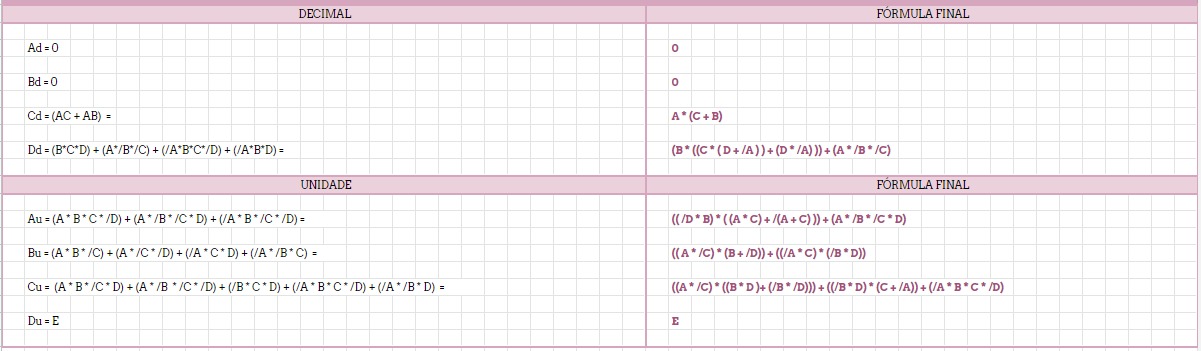 DECIMAL FÓRMULA FINAL
Ad = 0 0
Bd = 0 0
Cd = (AC + AB) = A * (C + B)
Dd = (B*C*D) + (A*/B*/C) + (/A*B*C*/D) + (/A*B*D) = (B * ((C * ( D + /A ) ) + (D * /A) )) + (A * /B * /C)
UNIDADE FÓRMULA FINAL
Au = (A * B * C * /D) + (A * /B * /C * D) + (/A * B * /C * /D) = (( /D * B) * ( (A * C) + /(A + C) )) + (A * /B * /C * D)
Bu = (A * B * /C) + (A * /C * /D) + (/A * C * D) + (/A * /B * C) = (( A * /C) * (B + /D)) + ((/A * C) * (/B * D))
Cu = (A * B * /C * D) + (A * /B * /C * /D) + (/B * C * D) + (/A * B * C * /D) + (/A * /B * D) = ((A * /C) * ((B * D )+ (/B * /D))) + ((/B * D) * (C + /A)) + (/A * B * C * /D)
Du = E E